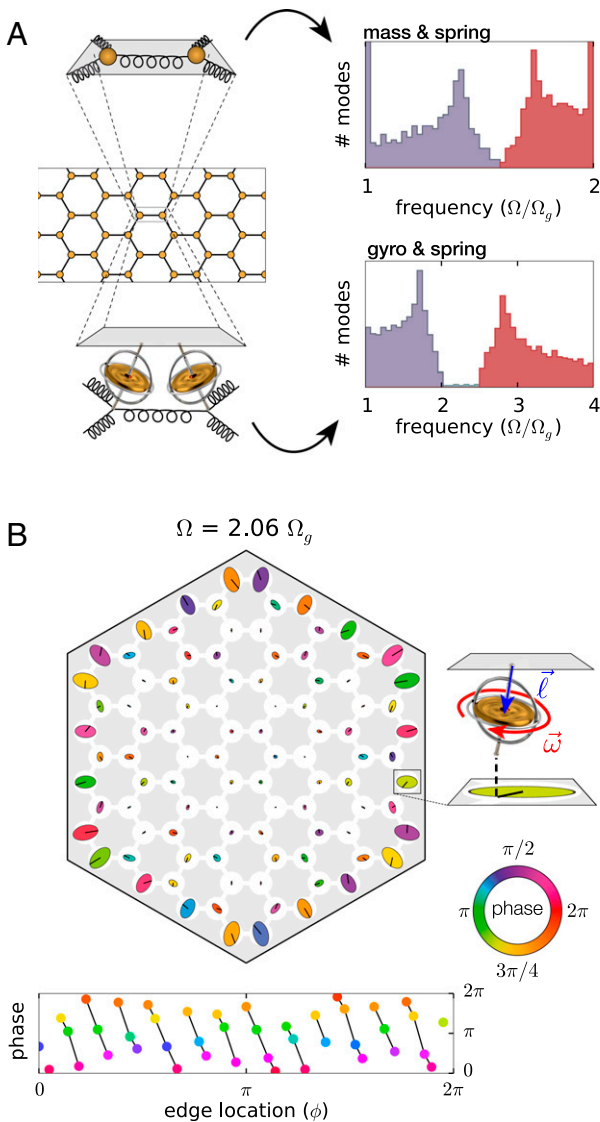 A
mass & spring
# modes
1
2
frequency (Ω/Ω_g)
gyro & spring
# modes
1
2
3
4
frequency (Ω/Ω_g)
B
Ω = 2.06 Ω_g
ℓ⃗
ω⃗
π/2
π
phase
2π
3π/4
phase
2π
π
0
0
π
2π
edge location (ϕ)